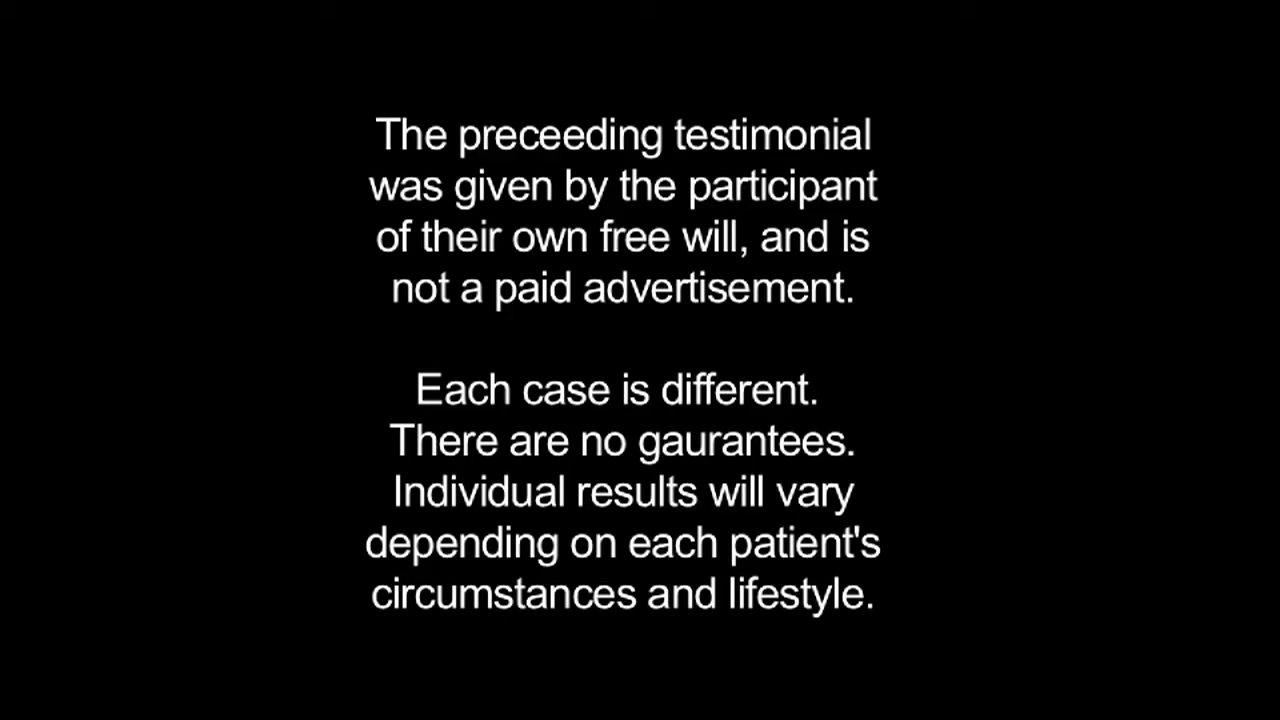 The preceeding testimonial
was given by the participant
of their own free will, and is
not a paid advertisement.
Each case is different.
There are no gaurantees.
Individual results will vary
depending on each patient's
circumstances and lifestyle.